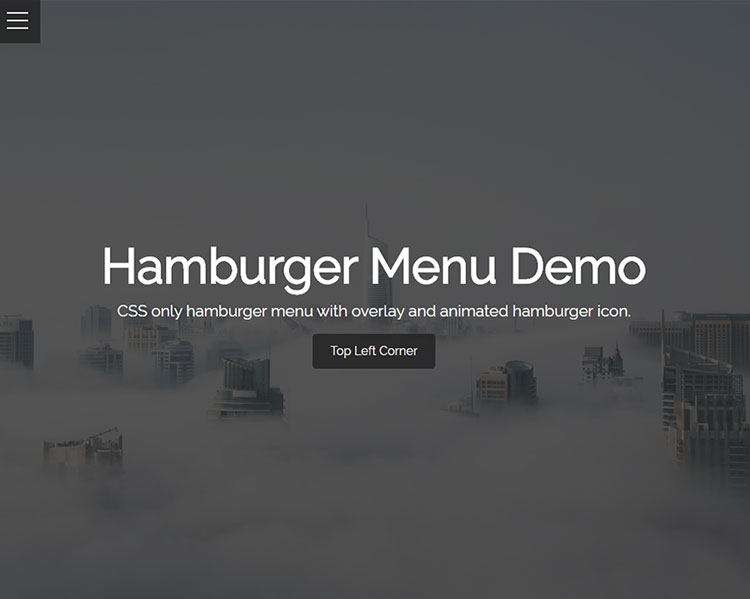 Hamburger Menu Demo
CSS only hamburger menu with overlay and animated hamburger icon.
Top Left Corner